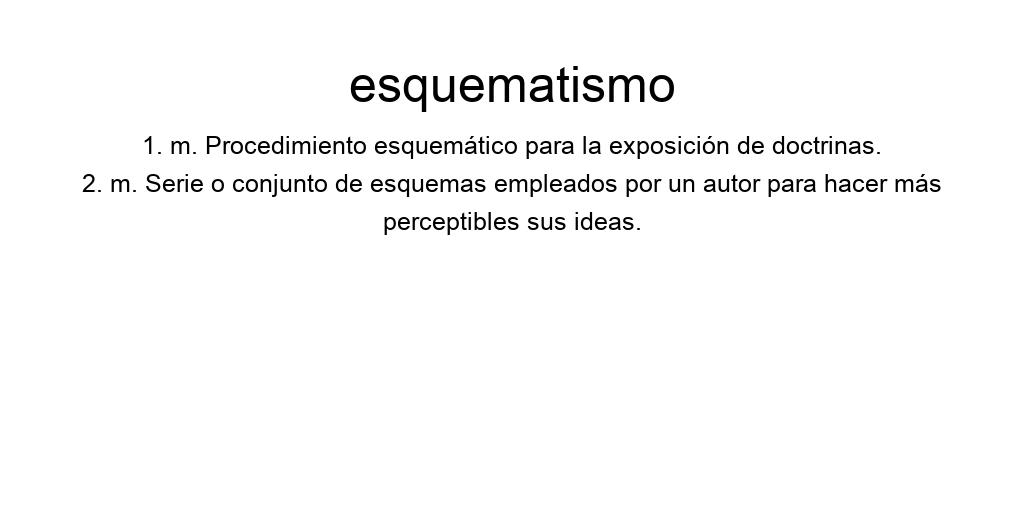 esquematismo
1. m. Procedimiento esquemático para la exposición de doctrinas.
2. m. Serie o conjunto de esquemas empleados por un autor para hacer más
perceptibles sus ideas.